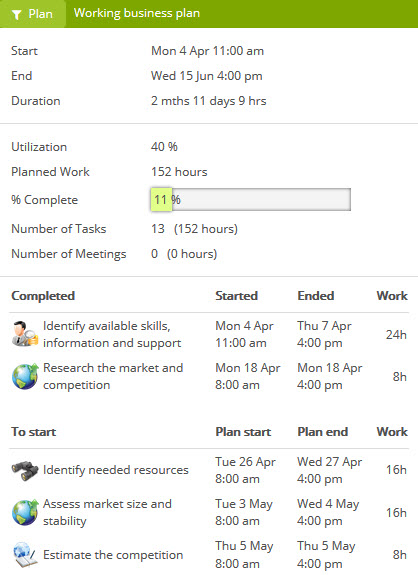 Plan Working business plan
Start Mon 4 Apr 11:00 am
End Wed 15 Jun 4:00 pm
Duration 2 mths 11 days 9 hrs
Utilization 40 %
Planned Work 152 hours
% Complete 11 %
Number of Tasks 13 (152 hours)
Number of Meetings 0 (0 hours)
Completed Started Ended Work
Identify available skills, Mon 4 Apr Thu 7 Apr 24h
information and support 11:00 am 4:00 pm
Research the market and Mon 18 Apr Mon 18 Apr 8h
competition 8:00 am 4:00 pm
To start Plan start Plan end Work
Identify needed resources Tue 26 Apr Wed 27 Apr 16h
8:00 am 4:00 pm
Assess market size and Tue 3 May Wed 4 May 16h
stability 8:00 am 4:00 pm
Estimate the competition Thu 5 May Thu 5 May 8h
8:00 am 4:00 pm